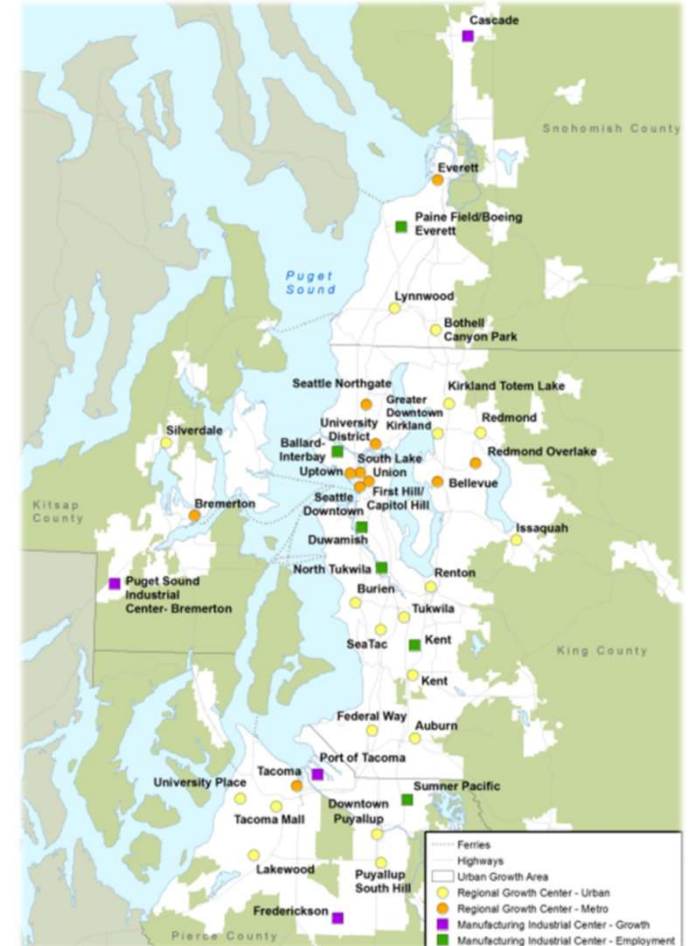 Cascade
Snohomish County
Everett
Paine Field/Boeing
Everett
Puget
Sound
Lynnwood
Bothell
Canyon Park
Seattle Northgate
Kirkland Totem Lake
Greater
Downtown
Kirkland
Redmond
University
District
Silverdale
Ballard-
Interbay
South Lake
Union
Redmond Overlake
Uptown
Bellevue
First Hill/
Capitol Hill
Seattle
Downtown
Kitsap
County
Bremerton
Issaquah
Duwamish
North Tukwila
Renton
Puget Sound
Industrial
Center- Bremerton
Burien
Tukwila
SeaTac
Kent
King County
Kent
Federal Way
Auburn
Port of Tacoma
Tacoma
University Place
Sumner Pacific
Tacoma Mall
Downtown
Puyallup
Lakewood
Puyallup
South Hill
Frederickson
Pierce County
Ferries
Highways
Urban Growth Area
Regional Growth Center - Urban
Regional Growth Center - Metro
Manufacturing Industrial Center - Growth
Manufacturing Industrial Center - Employment